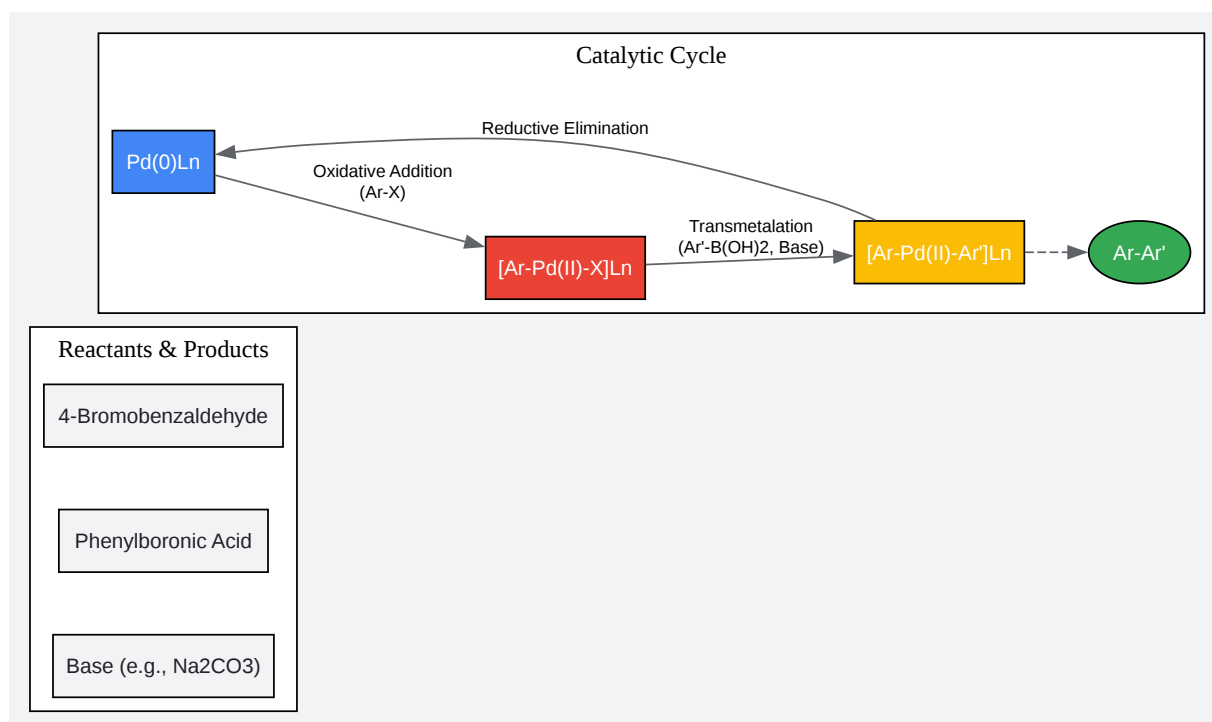 Catalytic Cycle
Reductive Elimination
Pd(0)Ln
Oxidative Addition
(Ar-X)
Transmetalation
(Ar'-B(OH)2, Base)
[Ar-Pd(II)-X]Ln
[Ar-Pd(II)-Ar']Ln
Ar-Ar'
Reactants & Products
4-Bromobenzaldehyde
Phenylboronic Acid
Base (e.g., Na2CO3)